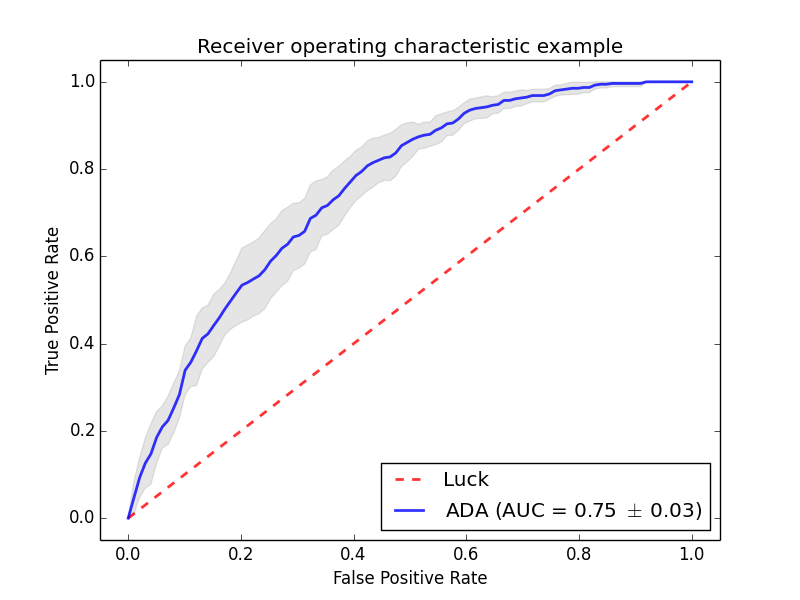 Receiver operating characteristic example
1.0
0.8
0.6
0.4
0.2
0.0
True Positive Rate
Luck
ADA (AUC = 0.75 ± 0.03)
0.0 0.2 0.4 0.6 0.8 1.0
False Positive Rate